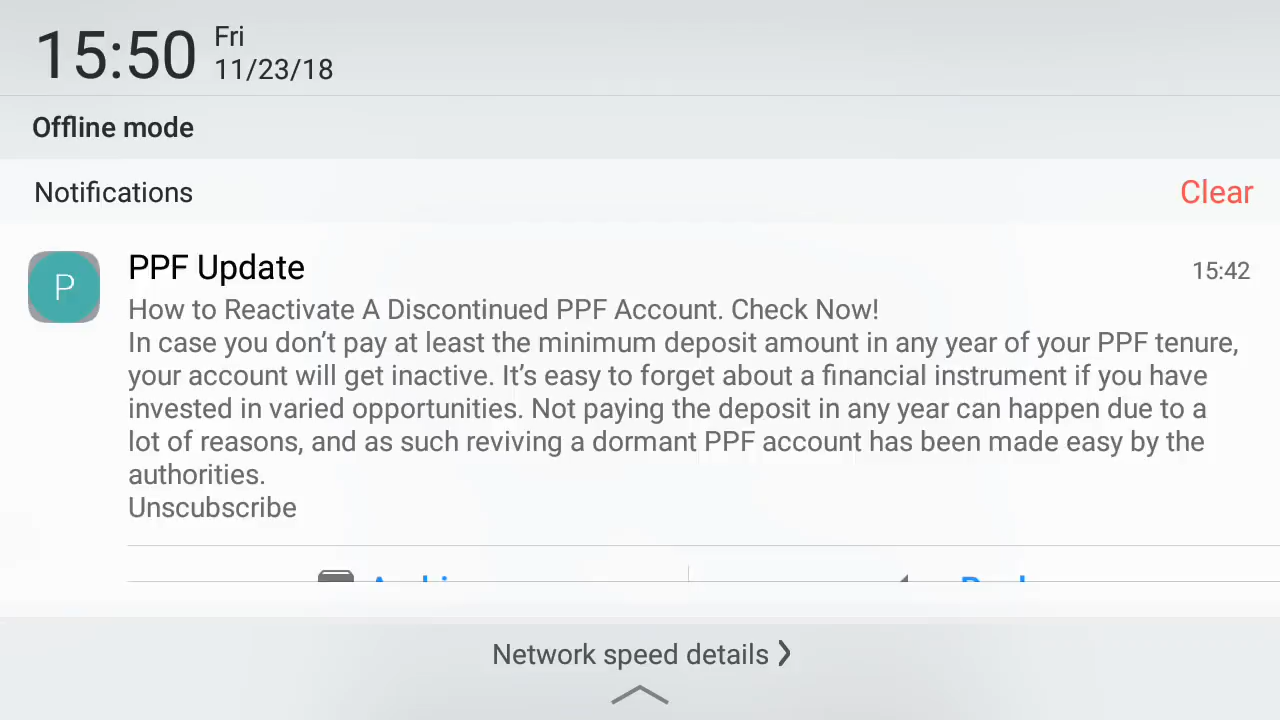 15:50
Fri
11/23/18
Offline mode
Notifications
Clear
P
PPF Update
15:42
How to Reactivate A Discontinued PPF Account. Check Now!
In case you don’t pay at least the minimum deposit amount in any year of your PPF tenure,
your account will get inactive. It’s easy to forget about a financial instrument if you have
invested in varied opportunities. Not paying the deposit in any year can happen due to a
lot of reasons, and as such reviving a dormant PPF account has been made easy by the
authorities.
Unscubscribe
Network speed details